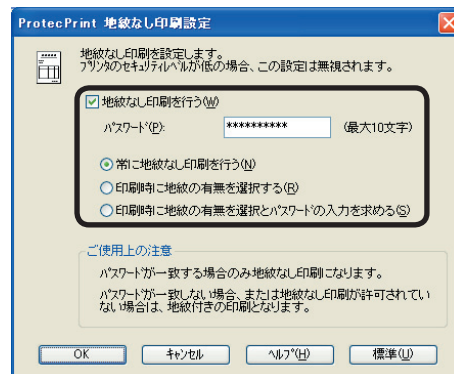 ProtecPrint 地紋なし印刷設定
地紋なし印刷を設定します。
プリンタのセキュリティレベルが低の場合、この設定は無視されます。
地紋なし印刷を行う(W)
パスワード(P):
**********
(最大10文字)
常に地紋なし印刷を行う(N)
印刷時に地紋の有無を選択する(R)
印刷時に地紋の有無を選択とパスワードの入力を求める(S)
ご使用上の注意
パスワードが一致する場合のみ地紋なし印刷になります。
パスワードが一致しない場合、または地紋なし印刷が許可されてい
ない場合は、地紋付きの印刷となります。
OK
キャンセル
ヘルプ(H)
標準(U)